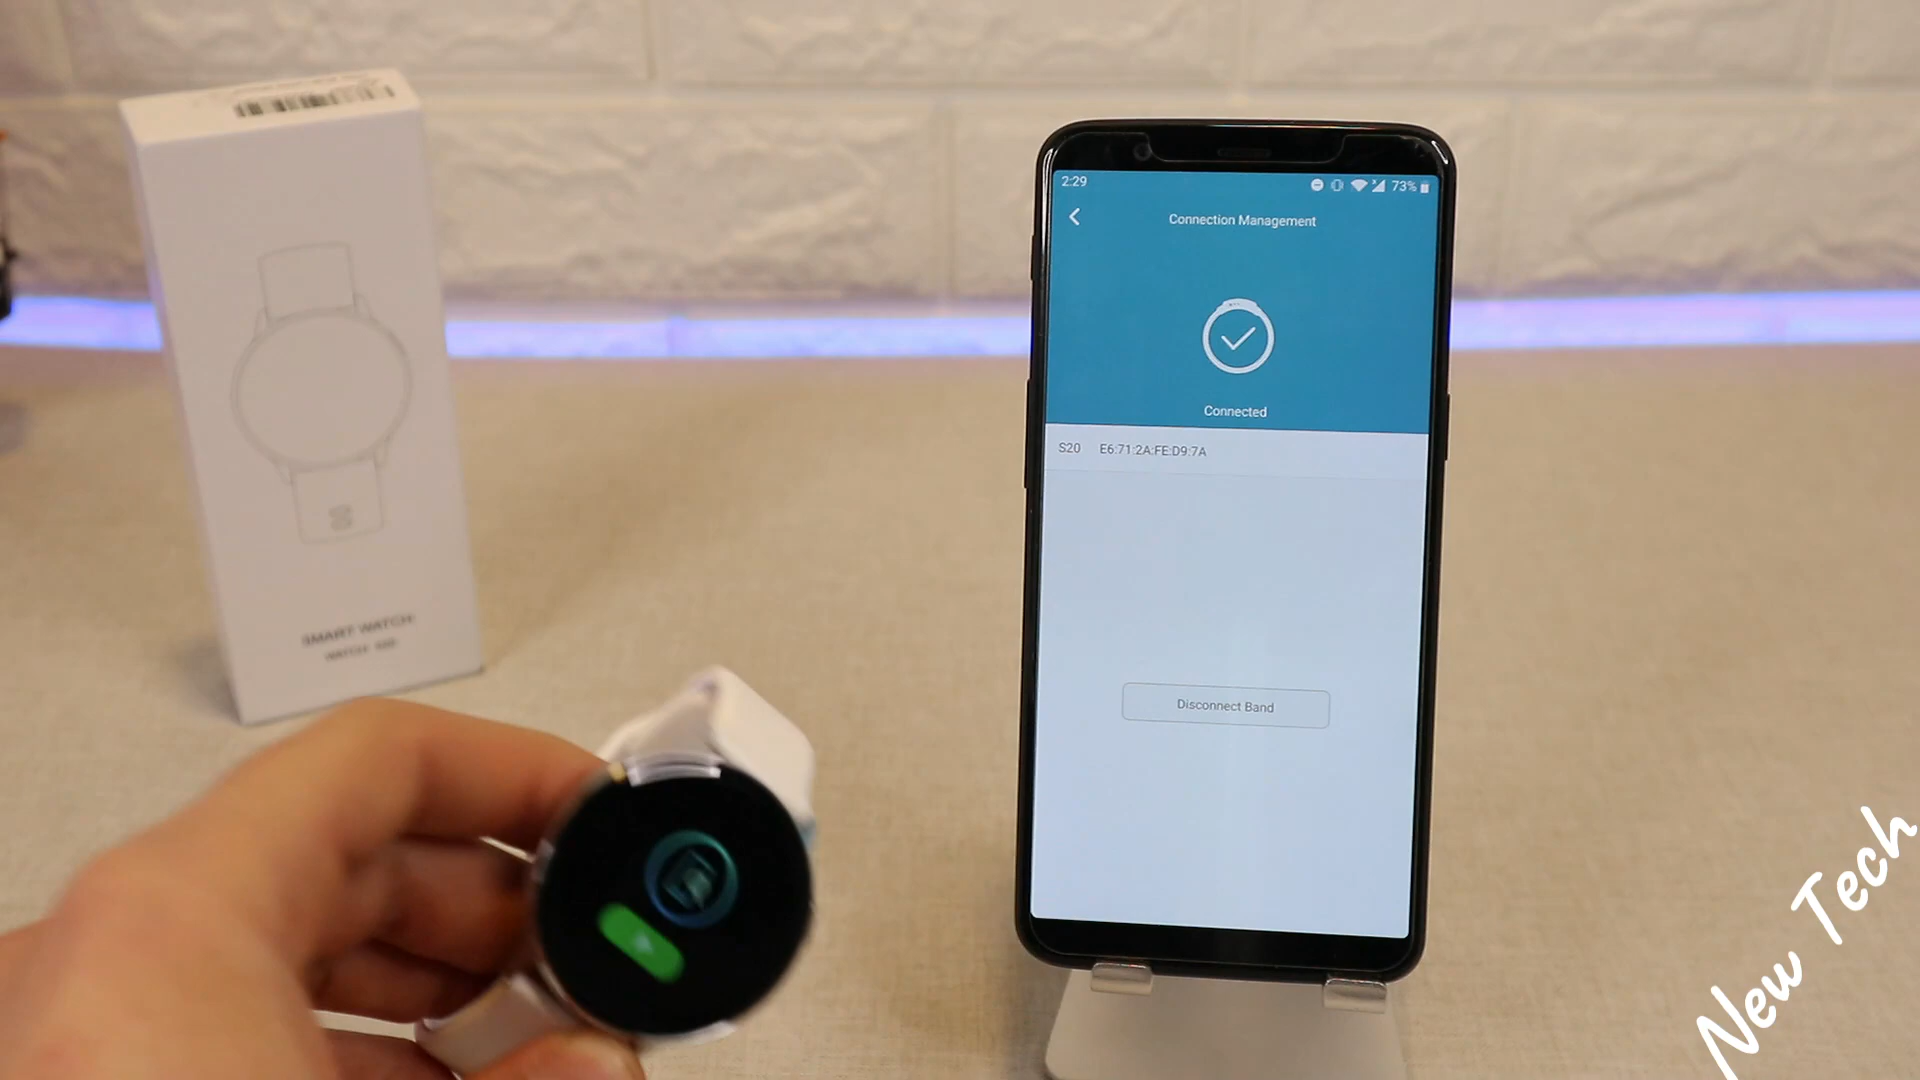 SMART WATCH
2:29
73%
Connection Management
Connected
S20 E6:71:2A:FE:D9:7A
Disconnect Band
New Tech